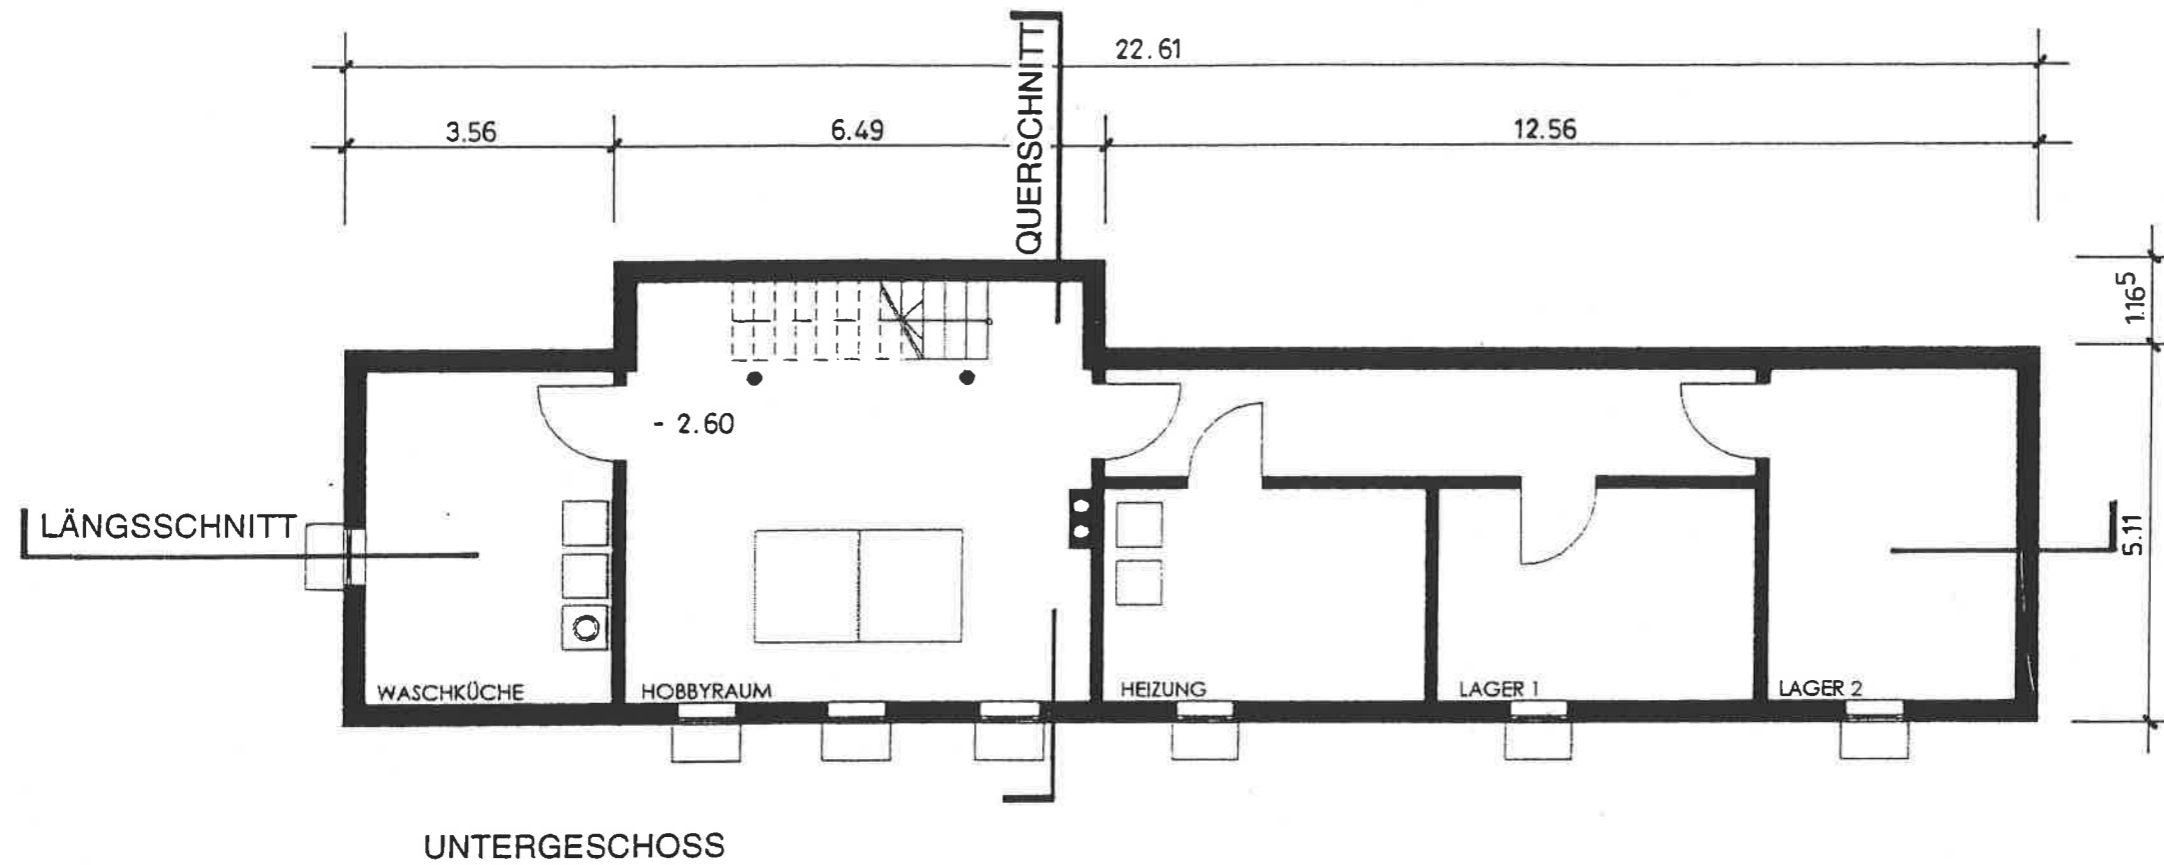 22.61
3.56
6.49
12.56
QUERSCHNITT
1.16⁵
- 2.60
LÄNGSSCHNITT
5.11
WASCHKÜCHE
HOBBYRAUM
HEIZUNG
LAGER 1
LAGER 2
UNTERGESCHOSS